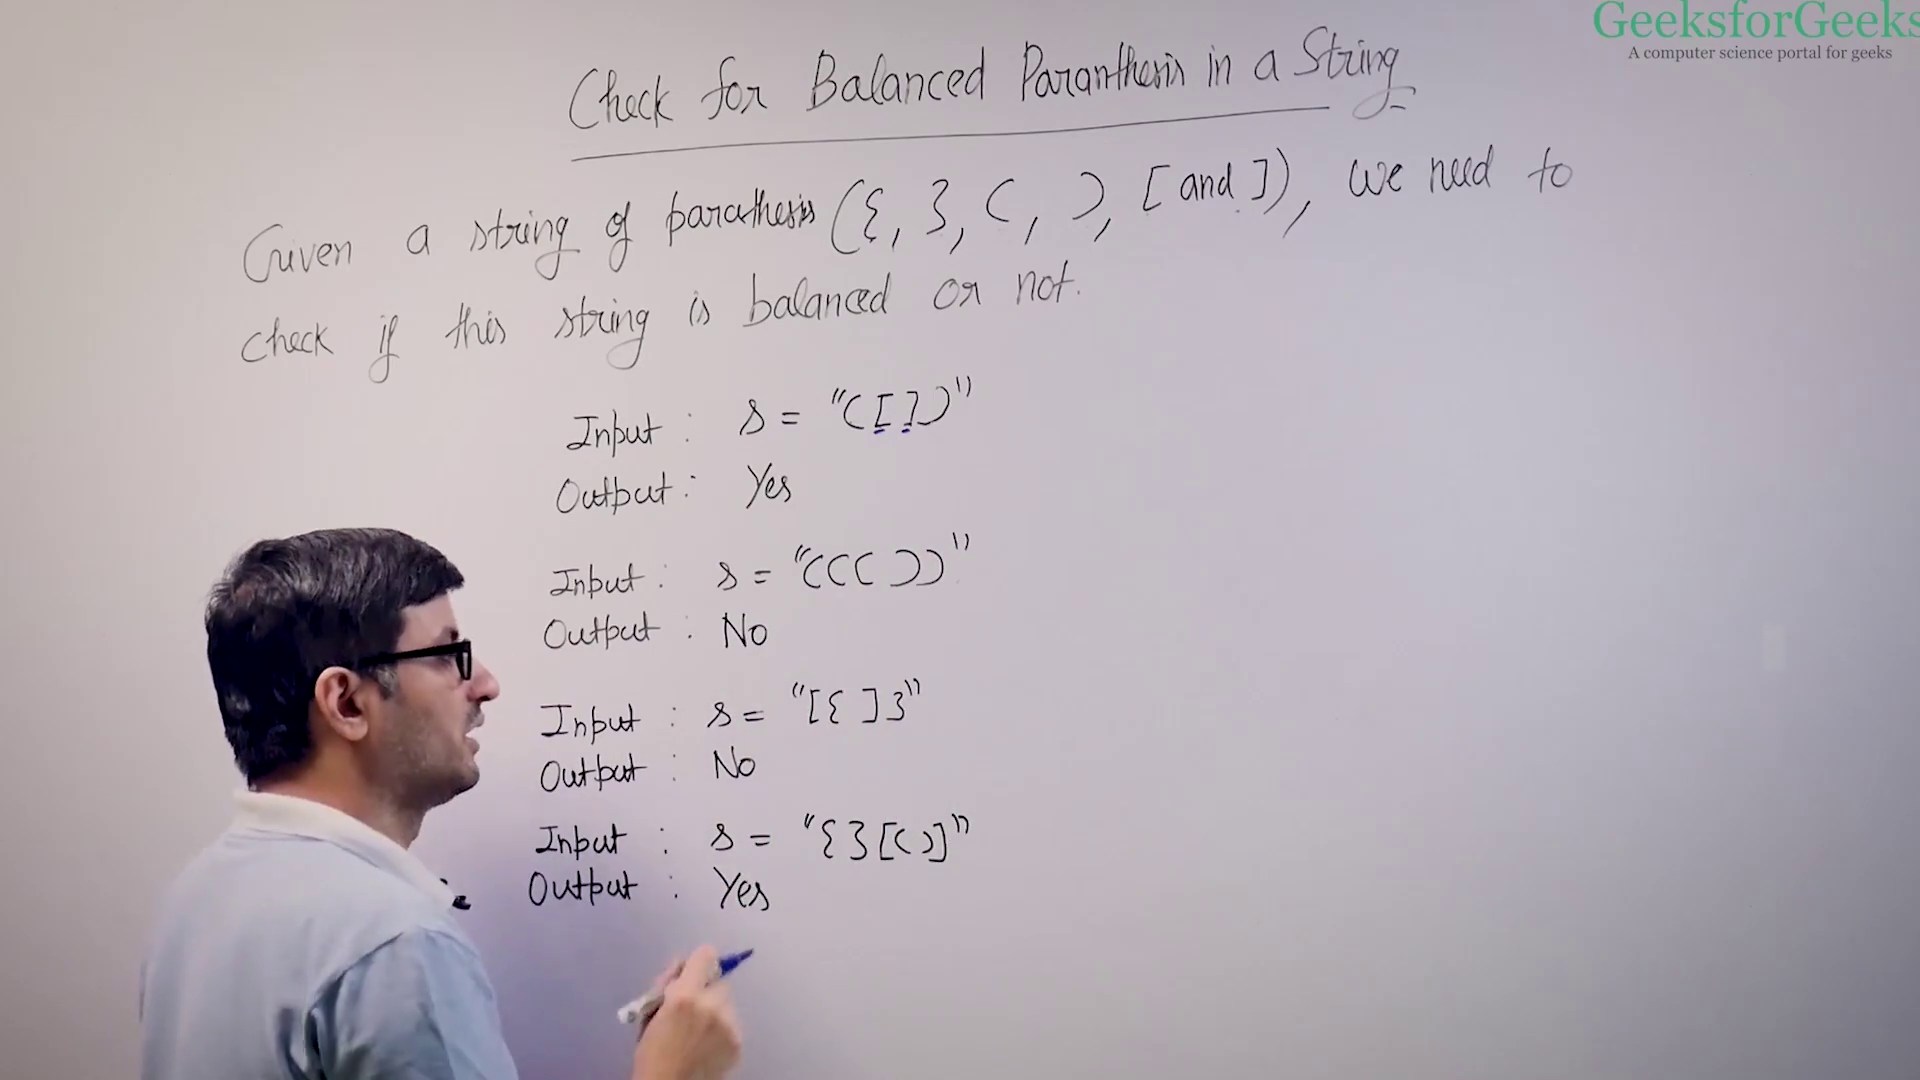 GeeksforGeeks
A computer science portal for geeks
Check for Balanced Paranthesis in a String
Given a string of parathesis ({, }, (, ), [ and ]), we need to
check if this string is balanced or not.
Input : s = "([])"
Output : Yes
Input : s = "((( ))"
Output : No
Input : s = "[{ ]}"
Output : No
Input : s = "{}[()]"
Output : Yes